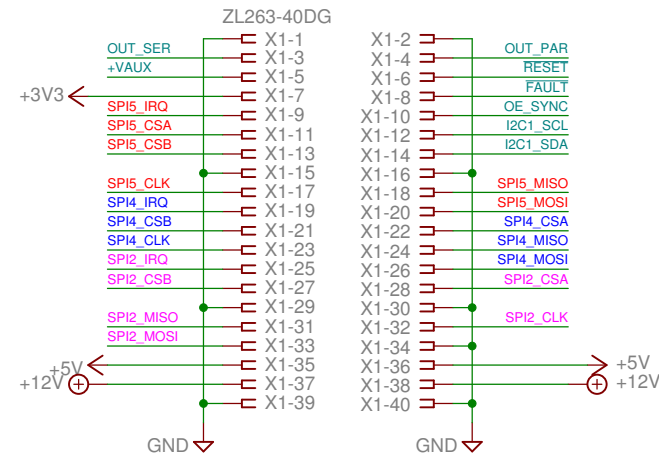 ZL263-40DG
X1-1
OUT_SER X1-3
+VAUX X1-5
+3V3 X1-7
SPI5_IRQ X1-9
SPI5_CSA X1-11
SPI5_CSB X1-13
X1-15
SPI5_CLK X1-17
SPI4_IRQ X1-19
SPI4_CSB X1-21
SPI4_CLK X1-23
SPI2_IRQ X1-25
SPI2_CSB X1-27
X1-29
SPI2_MISO X1-31
SPI2_MOSI X1-33
+5V X1-35
+12V X1-37
X1-39
GND
X1-2
X1-4 OUT_PAR
X1-6 RESET
X1-8 FAULT
X1-10 OE_SYNC
X1-12 I2C1_SCL
X1-14 I2C1_SDA
X1-16
X1-18 SPI5_MISO
X1-20 SPI5_MOSI
X1-22 SPI4_CSA
X1-24 SPI4_MISO
X1-26 SPI4_MOSI
X1-28 SPI2_CSA
X1-30
X1-32 SPI2_CLK
X1-34
X1-36 +5V
X1-38 +12V
X1-40
GND